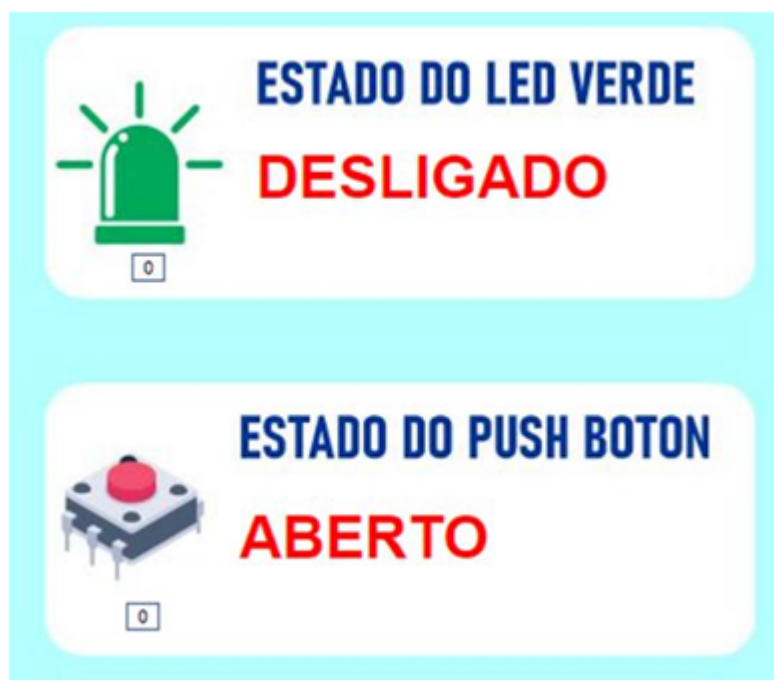 ESTADO DO LED VERDE
DESLIGADO
0
ESTADO DO PUSH BOTON
ABERTO
0